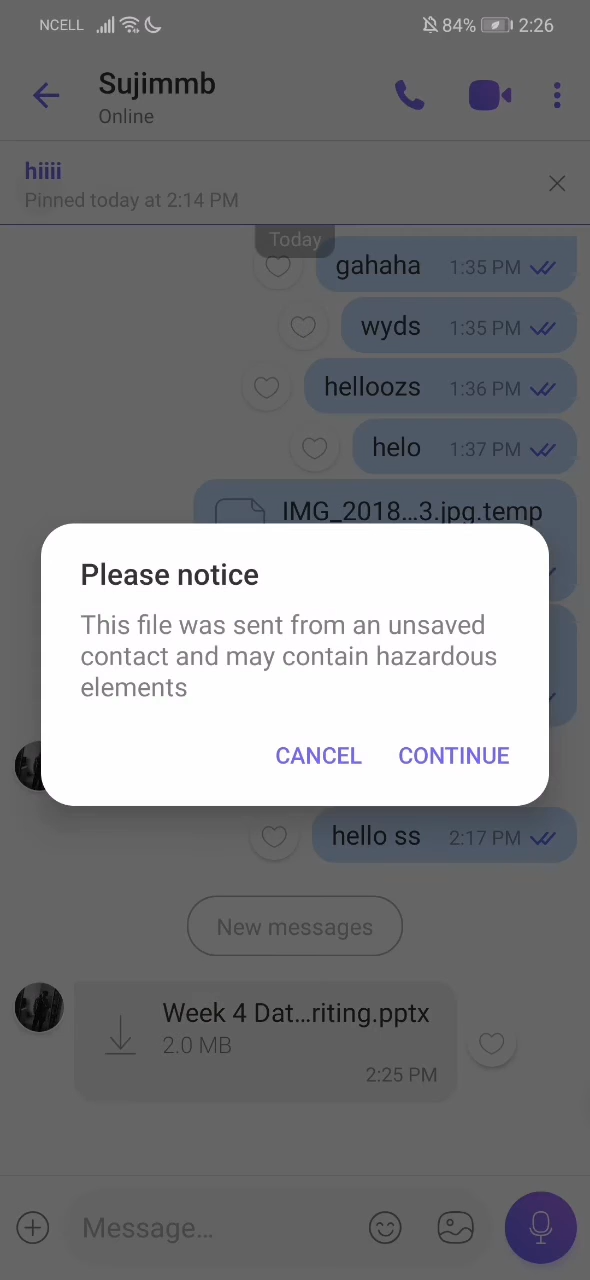 NCELL 84% 2:26
Sujimmb
Online
hiiii
Pinned today at 2:14 PM
Today
gahaha 1:35 PM
wyds 1:35 PM
helloozs 1:36 PM
helo 1:37 PM
IMG_2018...3.jpg.temp
Please notice
This file was sent from an unsaved
contact and may contain hazardous
elements
CANCEL CONTINUE
hello ss 2:17 PM
New messages
Week 4 Dat...riting.pptx
2.0 MB
2:25 PM
Message...